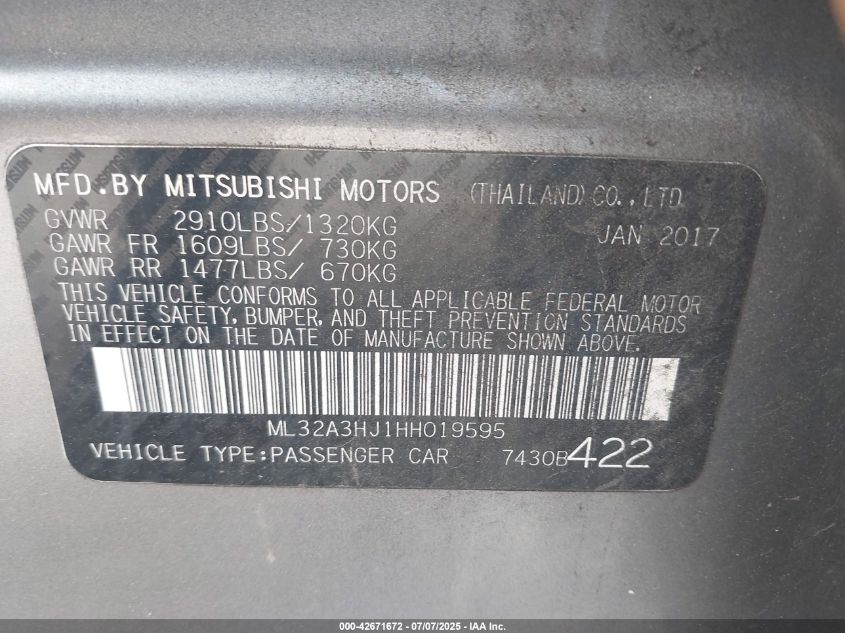 MFD.BY MITSUBISHI MOTORS (THAILAND) CO., LTD
GVWR 2910LBS/1320KG JAN 2017
GAWR FR 1609LBS/ 730KG
GAWR RR 1477LBS/ 670KG
THIS VEHICLE CONFORMS TO ALL APPLICABLE FEDERAL MOTOR
VEHICLE SAFETY, BUMPER, AND THEFT PREVENTION STANDARDS
IN EFFECT ON THE DATE OF MANUFACTURE SHOWN ABOVE.
ML32A3HJ1HH019595
VEHICLE TYPE:PASSENGER CAR 7430B422
000-42671672 - 07/07/2025 - IAA Inc.